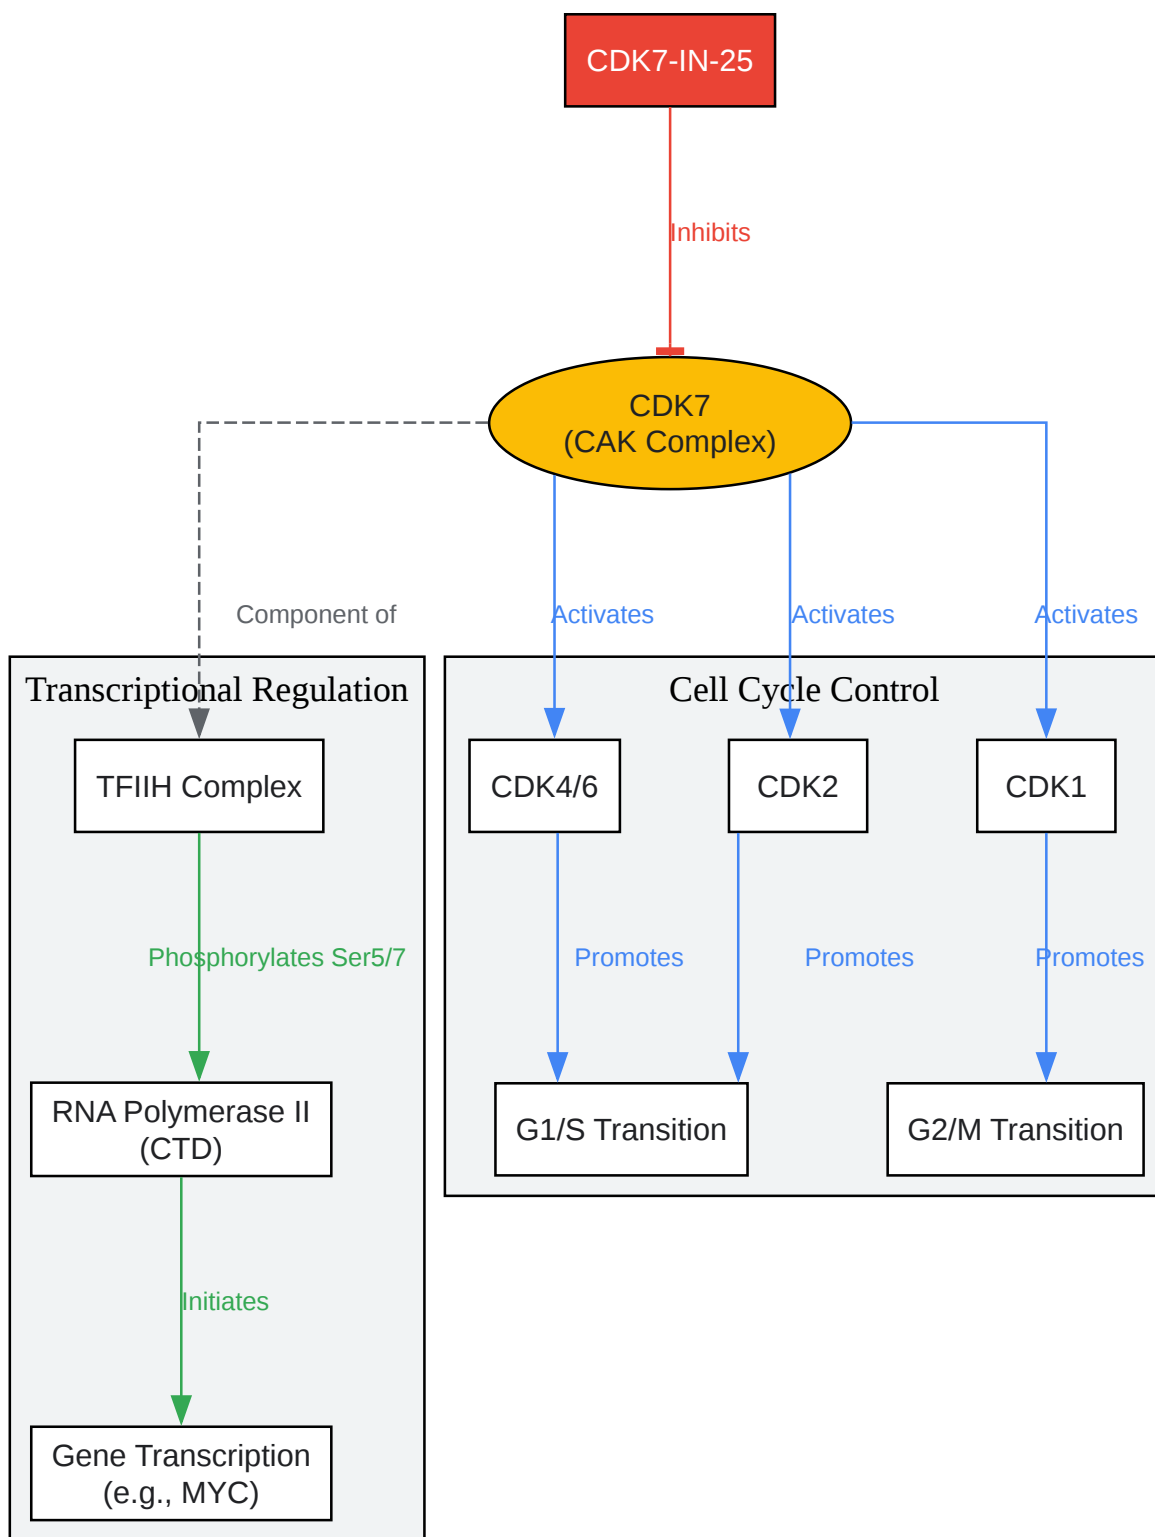 CDK7-IN-25
Inhibits
CDK7
(CAK Complex)
Component of
Activates
Activates
Activates
Transcriptional Regulation
Cell Cycle Control
TFIIH Complex
CDK4/6
CDK2
CDK1
Phosphorylates Ser5/7
Promotes
Promotes
Promotes
RNA Polymerase II
(CTD)
G1/S Transition
G2/M Transition
Initiates
Gene Transcription
(e.g., MYC)